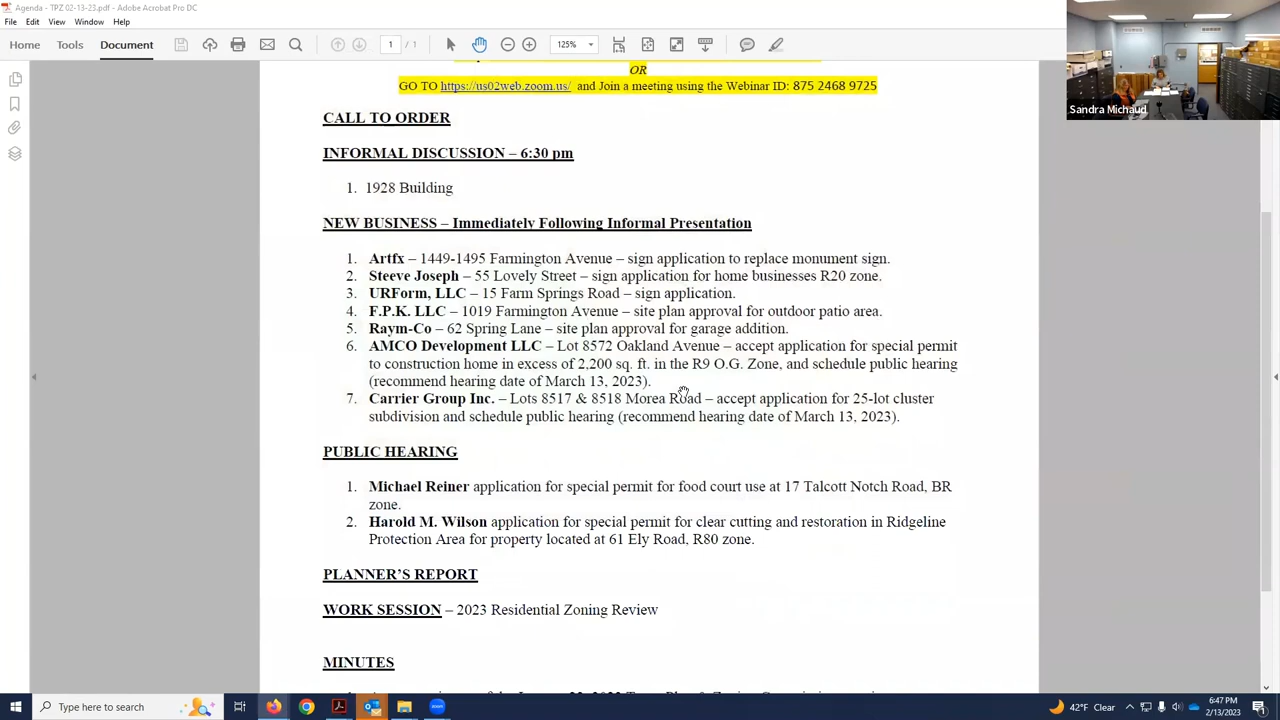 Agenda - TPZ 02-13-23.pdf - Adobe Acrobat Pro DC
File Edit View Window Help
Home Tools Document 1 / 1 125%
OR
GO TO https://us02web.zoom.us/ and Join a meeting using the Webinar ID: 875 2468 9725
Sandra Michaud
CALL TO ORDER
INFORMAL DISCUSSION – 6:30 pm
1. 1928 Building
NEW BUSINESS – Immediately Following Informal Presentation
1. Artfx – 1449-1495 Farmington Avenue – sign application to replace monument sign.
2. Steeve Joseph – 55 Lovely Street – sign application for home businesses R20 zone.
3. URForm, LLC – 15 Farm Springs Road – sign application.
4. F.P.K. LLC – 1019 Farmington Avenue – site plan approval for outdoor patio area.
5. Raym-Co – 62 Spring Lane – site plan approval for garage addition.
6. AMCO Development LLC – Lot 8572 Oakland Avenue – accept application for special permit
to construction home in excess of 2,200 sq. ft. in the R9 O.G. Zone, and schedule public hearing
(recommend hearing date of March 13, 2023).
7. Carrier Group Inc. – Lots 8517 & 8518 Morea Road – accept application for 25-lot cluster
subdivision and schedule public hearing (recommend hearing date of March 13, 2023).
PUBLIC HEARING
1. Michael Reiner application for special permit for food court use at 17 Talcott Notch Road, BR
zone.
2. Harold M. Wilson application for special permit for clear cutting and restoration in Ridgeline
Protection Area for property located at 61 Ely Road, R80 zone.
PLANNER'S REPORT
WORK SESSION – 2023 Residential Zoning Review
MINUTES
Type here to search
42°F Clear
6:47 PM
2/13/2023